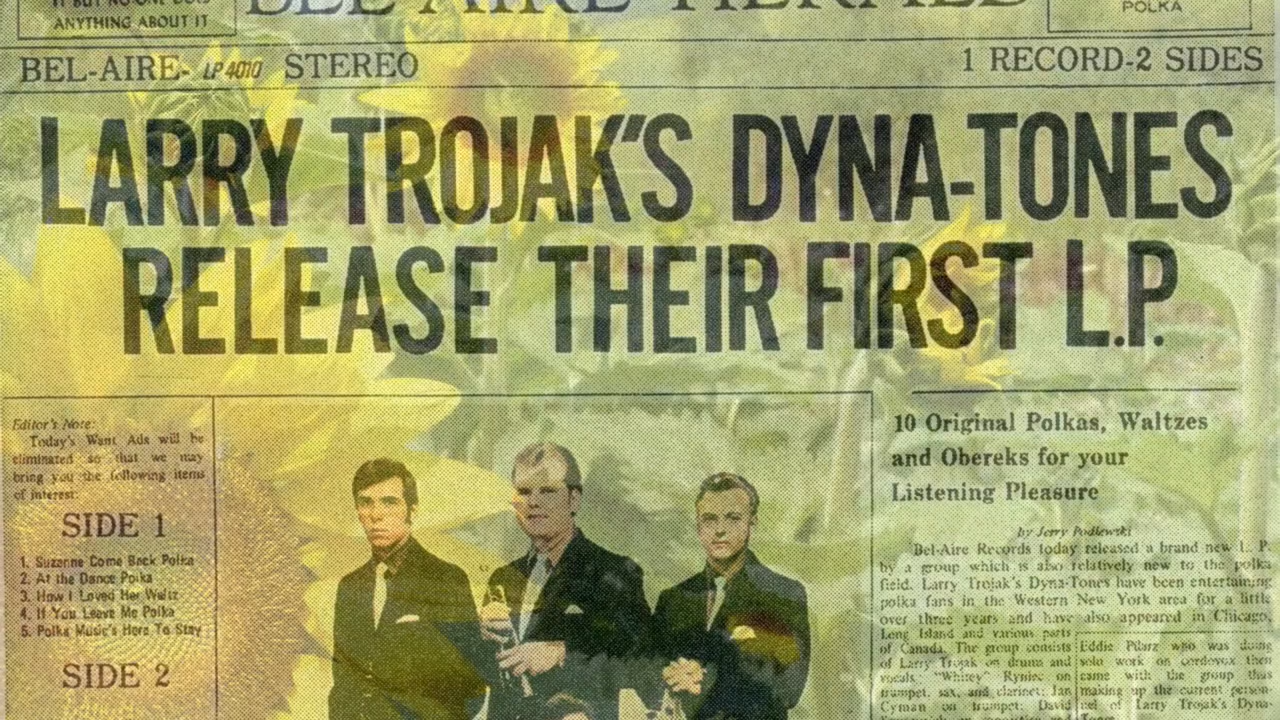 ANYTHING ABOUT IT
POLKA
BEL-AIRE- LP 4010 STEREO
1 RECORD-2 SIDES
LARRY TROJAK'S DYNA-TONES
RELEASE THEIR FIRST L.P.
Editor's Note:
Today's Want Ads will be
eliminated so that we may
bring you the following items
of interest:
SIDE 1
1. Suzanne Come Back Polka
2. At the Dance Polka
3. How I Loved Her Waltz
4. If You Leave Me Polka
5. Polka Music's Here To Stay
SIDE 2
10 Original Polkas, Waltzes
and Obereks for your
Listening Pleasure
by Jerry Podlewski
Bel-Aire Records today released a brand new L. P.
by a group which is also relatively new to the polka
field. Larry Trojak's Dyna-Tones have been entertaining
polka fans in the Western New York area for a little
over three years and have also appeared in Chicago,
Long Island and various parts
of Canada. The group consists
of Larry Trojak on drums and
vocals; "Whitey" Ryniec on
trumpet, sax, and clarinet; Jan
Cyman on trumpet; David
Eddie Pilarz who was doing
solo work on cordovox then
came with the group thus
making up the current person-
nel of Larry Trojak's Dyna-